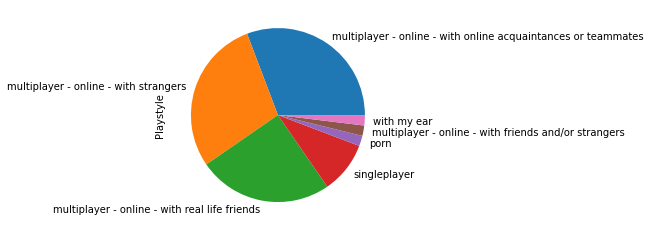 multiplayer - online - with online acquaintances or teammates
multiplayer - online - with strangers
Playstyle
with my ear
multiplayer - online - with friends and/or strangers
porn
singleplayer
multiplayer - online - with real life friends